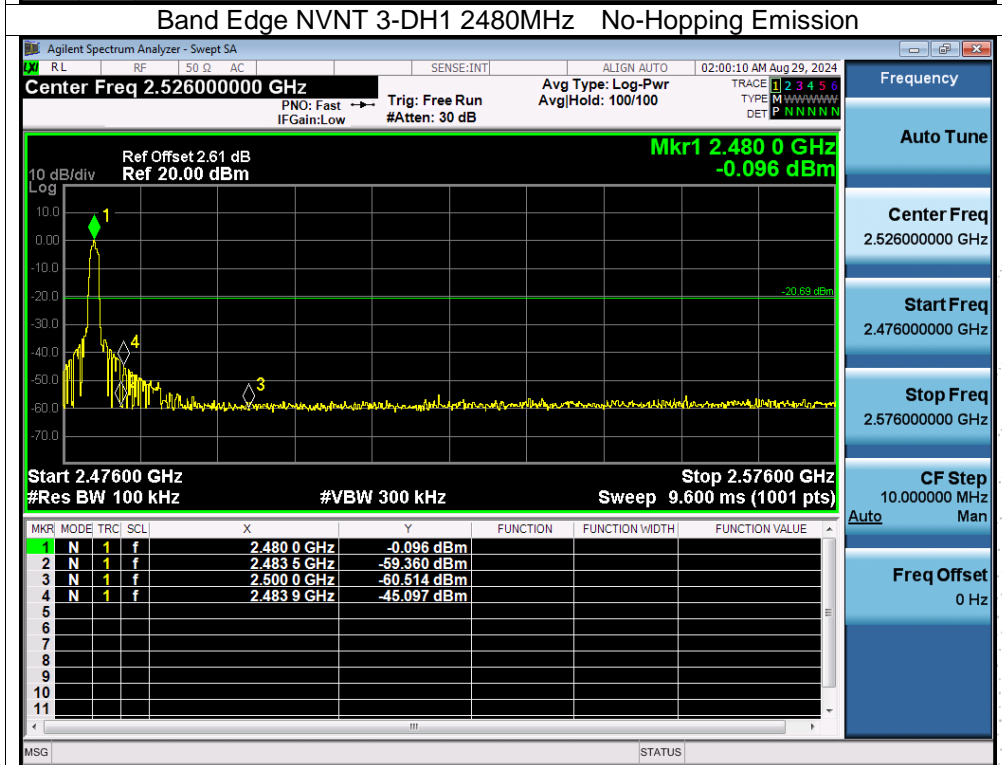 Band Edge NVNT 3-DH1 2480MHz No-Hopping Emission
Agilent Spectrum Analyzer - Swept SA
LXI RL RF 50 Ω AC SENSE:INT ALIGN AUTO 02:00:10 AM Aug 29, 2024
Center Freq 2.526000000 GHz
PNO: Fast
IFGain:Low
Trig: Free Run
#Atten: 30 dB
Avg Type: Log-Pwr
Avg|Hold: 100/100
TRACE 1 2 3 4 5 6
TYPE M WWWWW
DET P N N N N N
Frequency
Auto Tune
Center Freq
2.526000000 GHz
Start Freq
2.476000000 GHz
Stop Freq
2.576000000 GHz
CF Step
10.000000 MHz
Auto Man
Freq Offset
0 Hz
Mkr1 2.480 0 GHz
-0.096 dBm
Ref Offset 2.61 dB
10 dB/div Ref 20.00 dBm
Log
10.0
0.00
-10.0
-20.0
-30.0
-40.0
-50.0
-60.0
-70.0
1
4
3
-20.69 dBm
Start 2.47600 GHz Stop 2.57600 GHz
#Res BW 100 kHz #VBW 300 kHz Sweep 9.600 ms (1001 pts)
MKR MODE TRC SCL X Y FUNCTION FUNCTION WIDTH FUNCTION VALUE
1 N 1 f 2.480 0 GHz -0.096 dBm
2 N 1 f 2.483 5 GHz -59.360 dBm
3 N 1 f 2.500 0 GHz -60.514 dBm
4 N 1 f 2.483 9 GHz -45.097 dBm
5
6
7
8
9
10
11
MSG STATUS